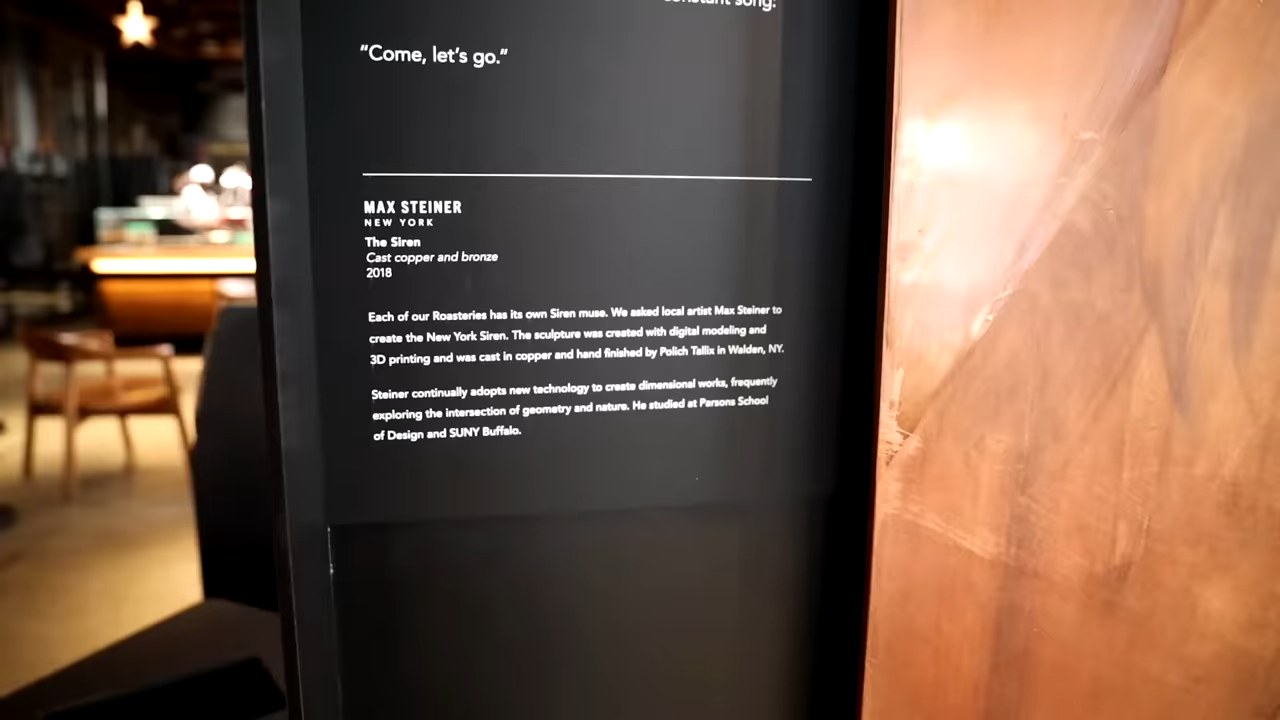 constant song:
“Come, let’s go.”
MAX STEINER
NEW YORK
The Siren
Cast copper and bronze
2018
Each of our Roasteries has its own Siren muse. We asked local artist Max Steiner to
create the New York Siren. The sculpture was created with digital modeling and
3D printing and was cast in copper and hand finished by Polich Tallix in Walden, NY.
Steiner continually adopts new technology to create dimensional works, frequently
exploring the intersection of geometry and nature. He studied at Parsons School
of Design and SUNY Buffalo.